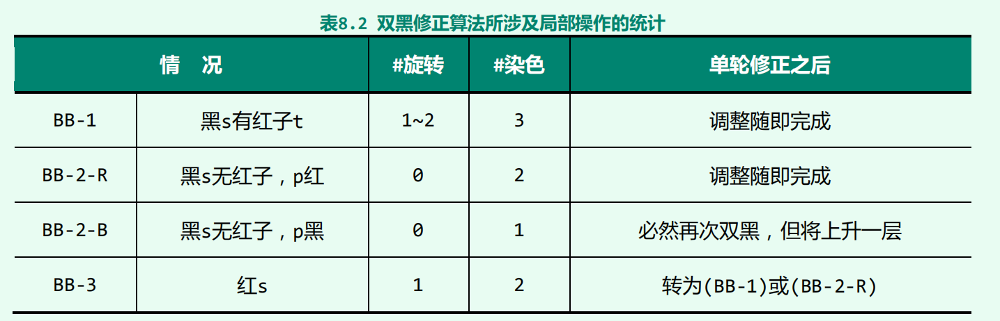 表8.2 双黑修正算法所涉及局部操作的统计
情 况 #旋转 #染色 单轮修正之后
BB-1 黑s有红子t 1~2 3 调整随即完成
BB-2-R 黑s无红子，p红 0 2 调整随即完成
BB-2-B 黑s无红子，p黑 0 1 必然再次双黑，但将上升一层
BB-3 红s 1 2 转为(BB-1)或(BB-2-R)